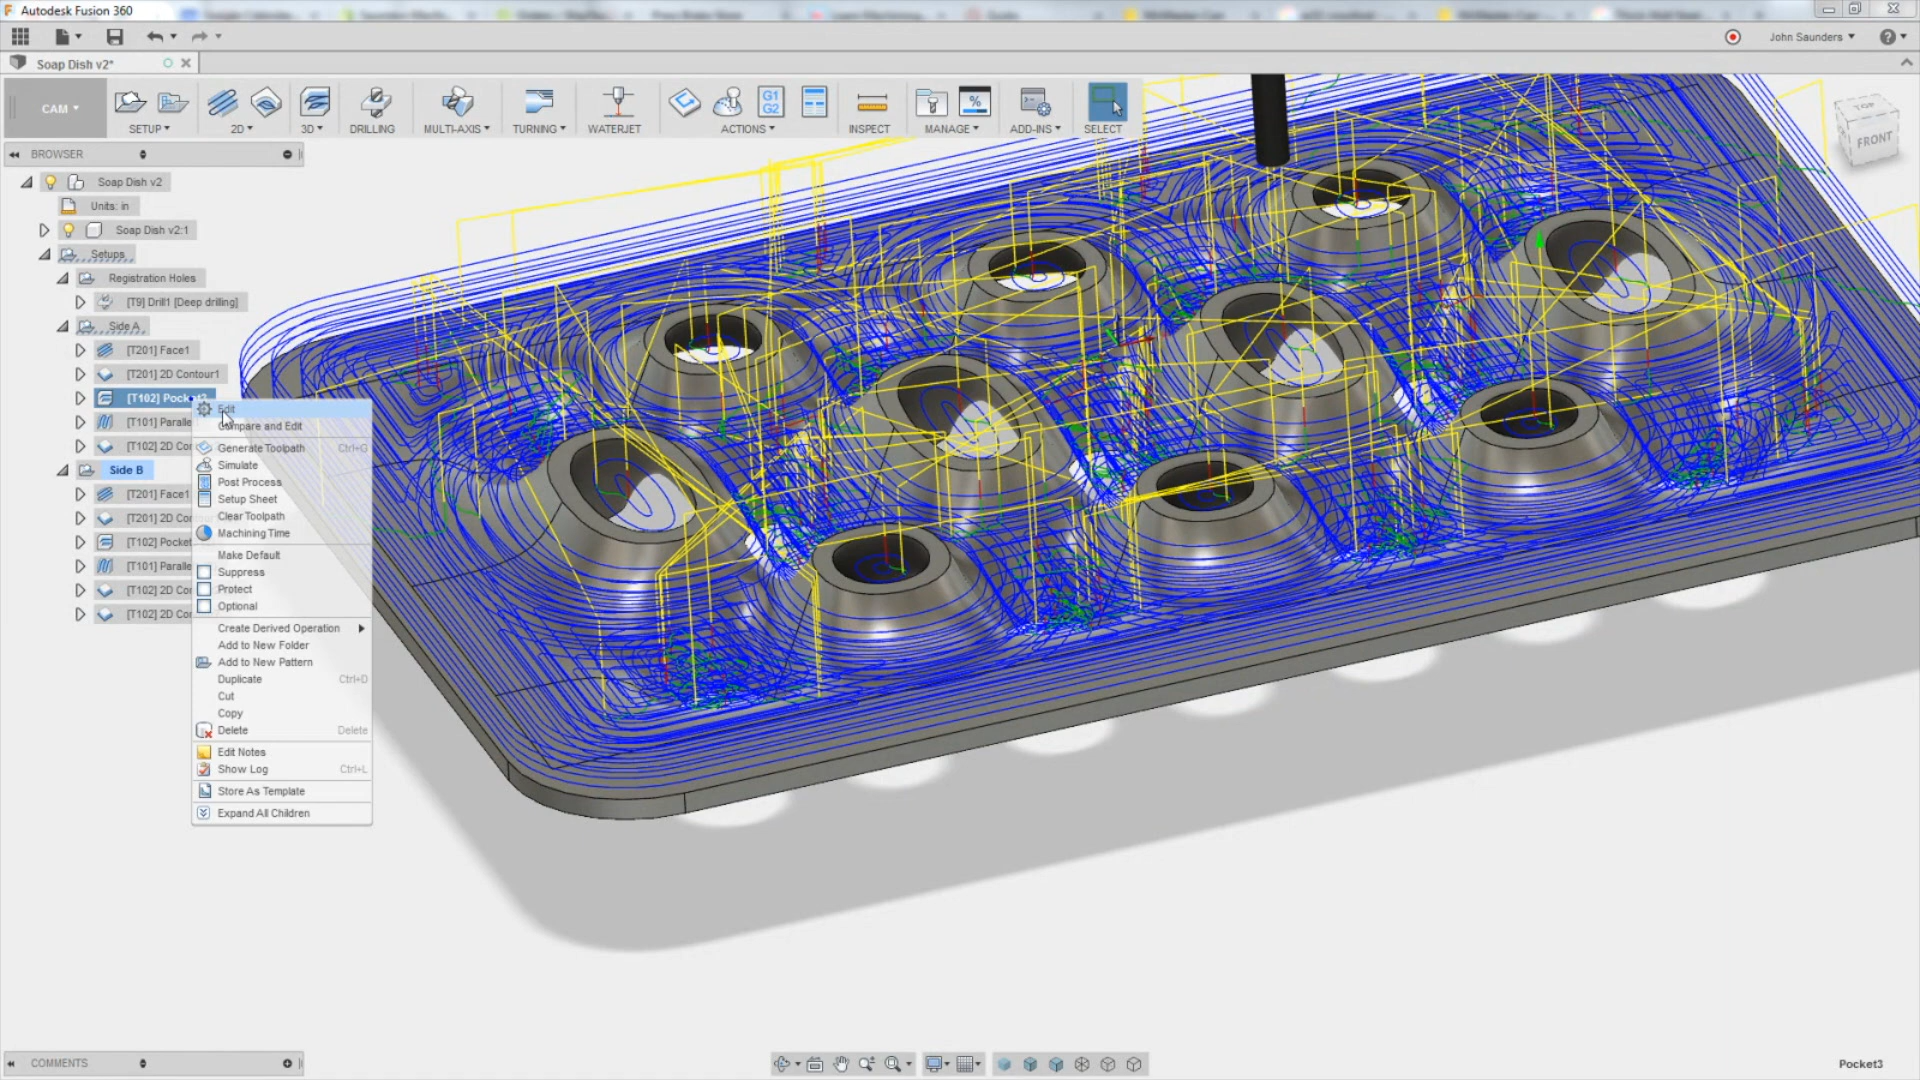 Autodesk Fusion 360
John Saunders
Soap Dish v2*
CAM
SETUP
2D
3D
DRILLING
MULTI-AXIS
TURNING
WATERJET
G1
G2
ACTIONS
INSPECT
%
MANAGE
ADD-INS
SELECT
TOP
FRONT
BROWSER
Soap Dish v2
Units: in
Soap Dish v2:1
Setups
Registration Holes
[T9] Drill1 [Deep drilling]
Side A
[T201] Face1
[T201] 2D Contour1
[T102] Pocket3
[T101] Paralle
[T102] 2D Co
Side B
[T201] Face1
[T201] 2D Co
[T102] Pocket
[T101] Paralle
[T102] 2D Co
[T102] 2D Co
Edit
Compare and Edit
Generate Toolpath Ctrl+G
Simulate
Post Process
Setup Sheet
Clear Toolpath
Machining Time
Make Default
Suppress
Protect
Optional
Create Derived Operation
Add to New Folder
Add to New Pattern
Duplicate Ctrl+D
Cut
Copy
Delete Delete
Edit Notes
Show Log Ctrl+L
Store As Template
Expand All Children
COMMENTS
Pocket3